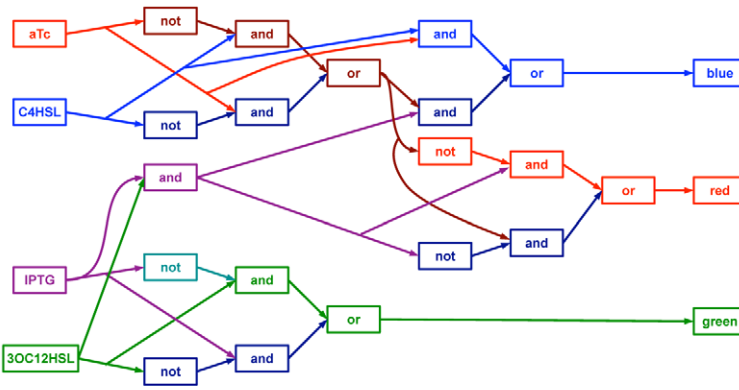 not
aTc
and
and
or
or
blue
C4HSL
not
and
and
not
and
and
or
red
not
and
IPTG
not
and
or
green
3OC12HSL
not
and